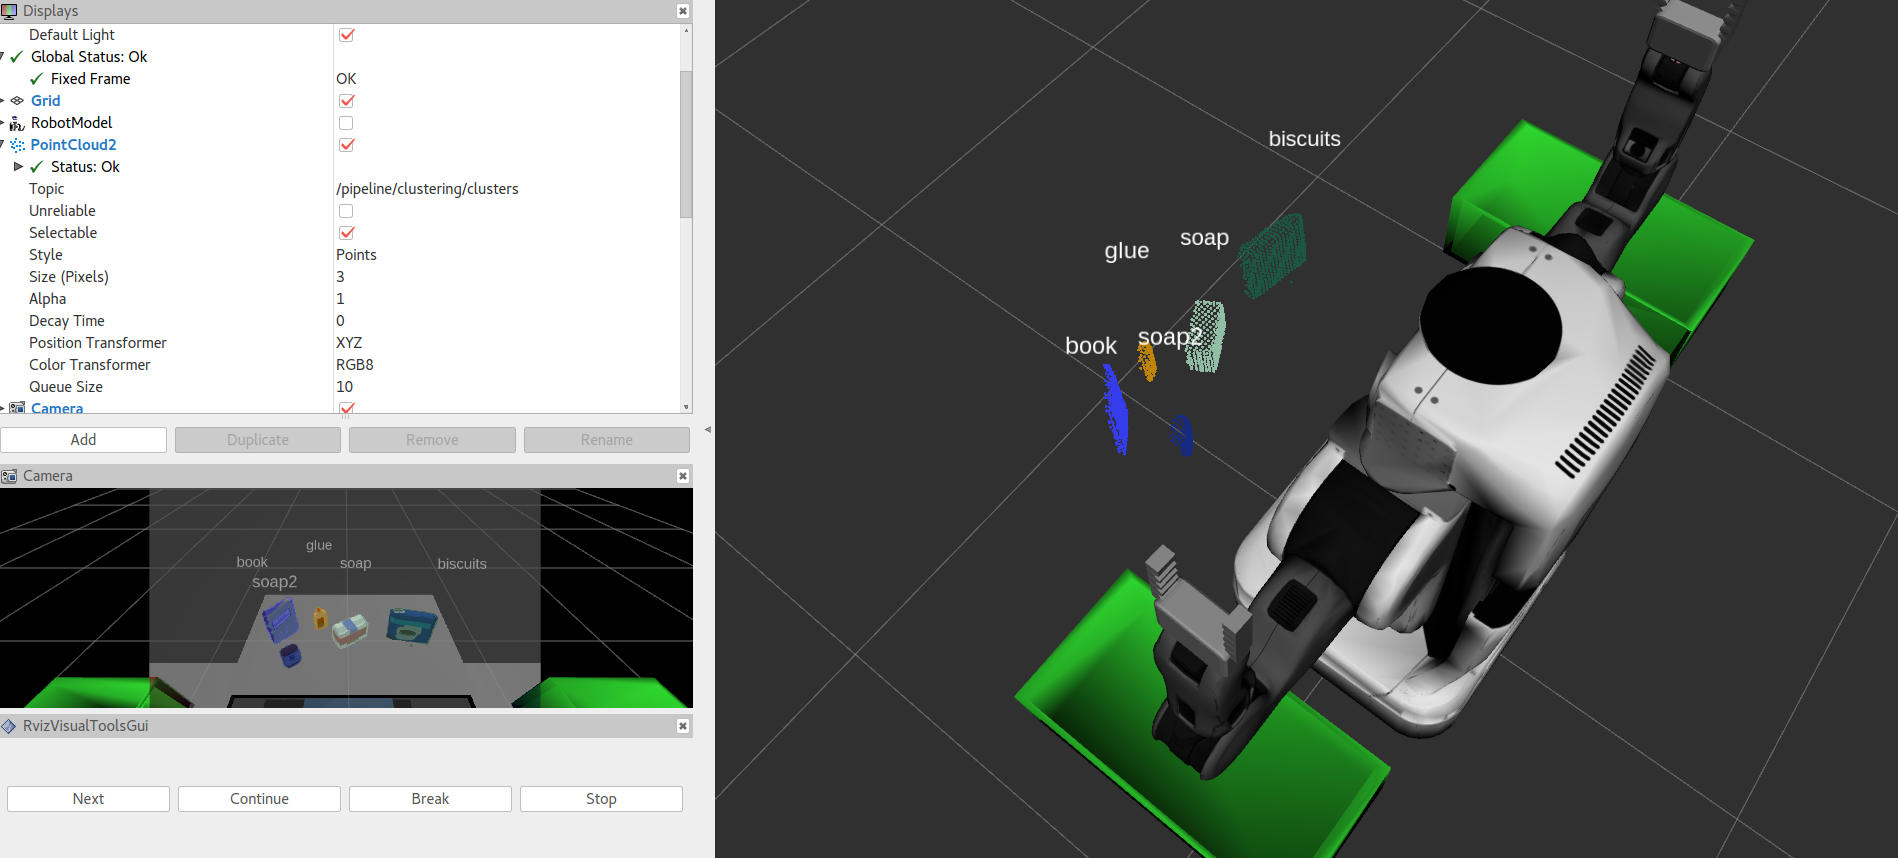 Displays
Default Light
Global Status: Ok
Fixed Frame OK
Grid
RobotModel
PointCloud2
Status: Ok
Topic /pipeline/clustering/clusters
Unreliable
Selectable
Style Points
Size (Pixels) 3
Alpha 1
Decay Time 0
Position Transformer XYZ
Color Transformer RGB8
Queue Size 10
Camera
Add Duplicate Remove Rename
Camera
glue
book soap biscuits
soap2
RvizVisualToolsGui
Next Continue Break Stop
biscuits
soap
glue
soap2
book